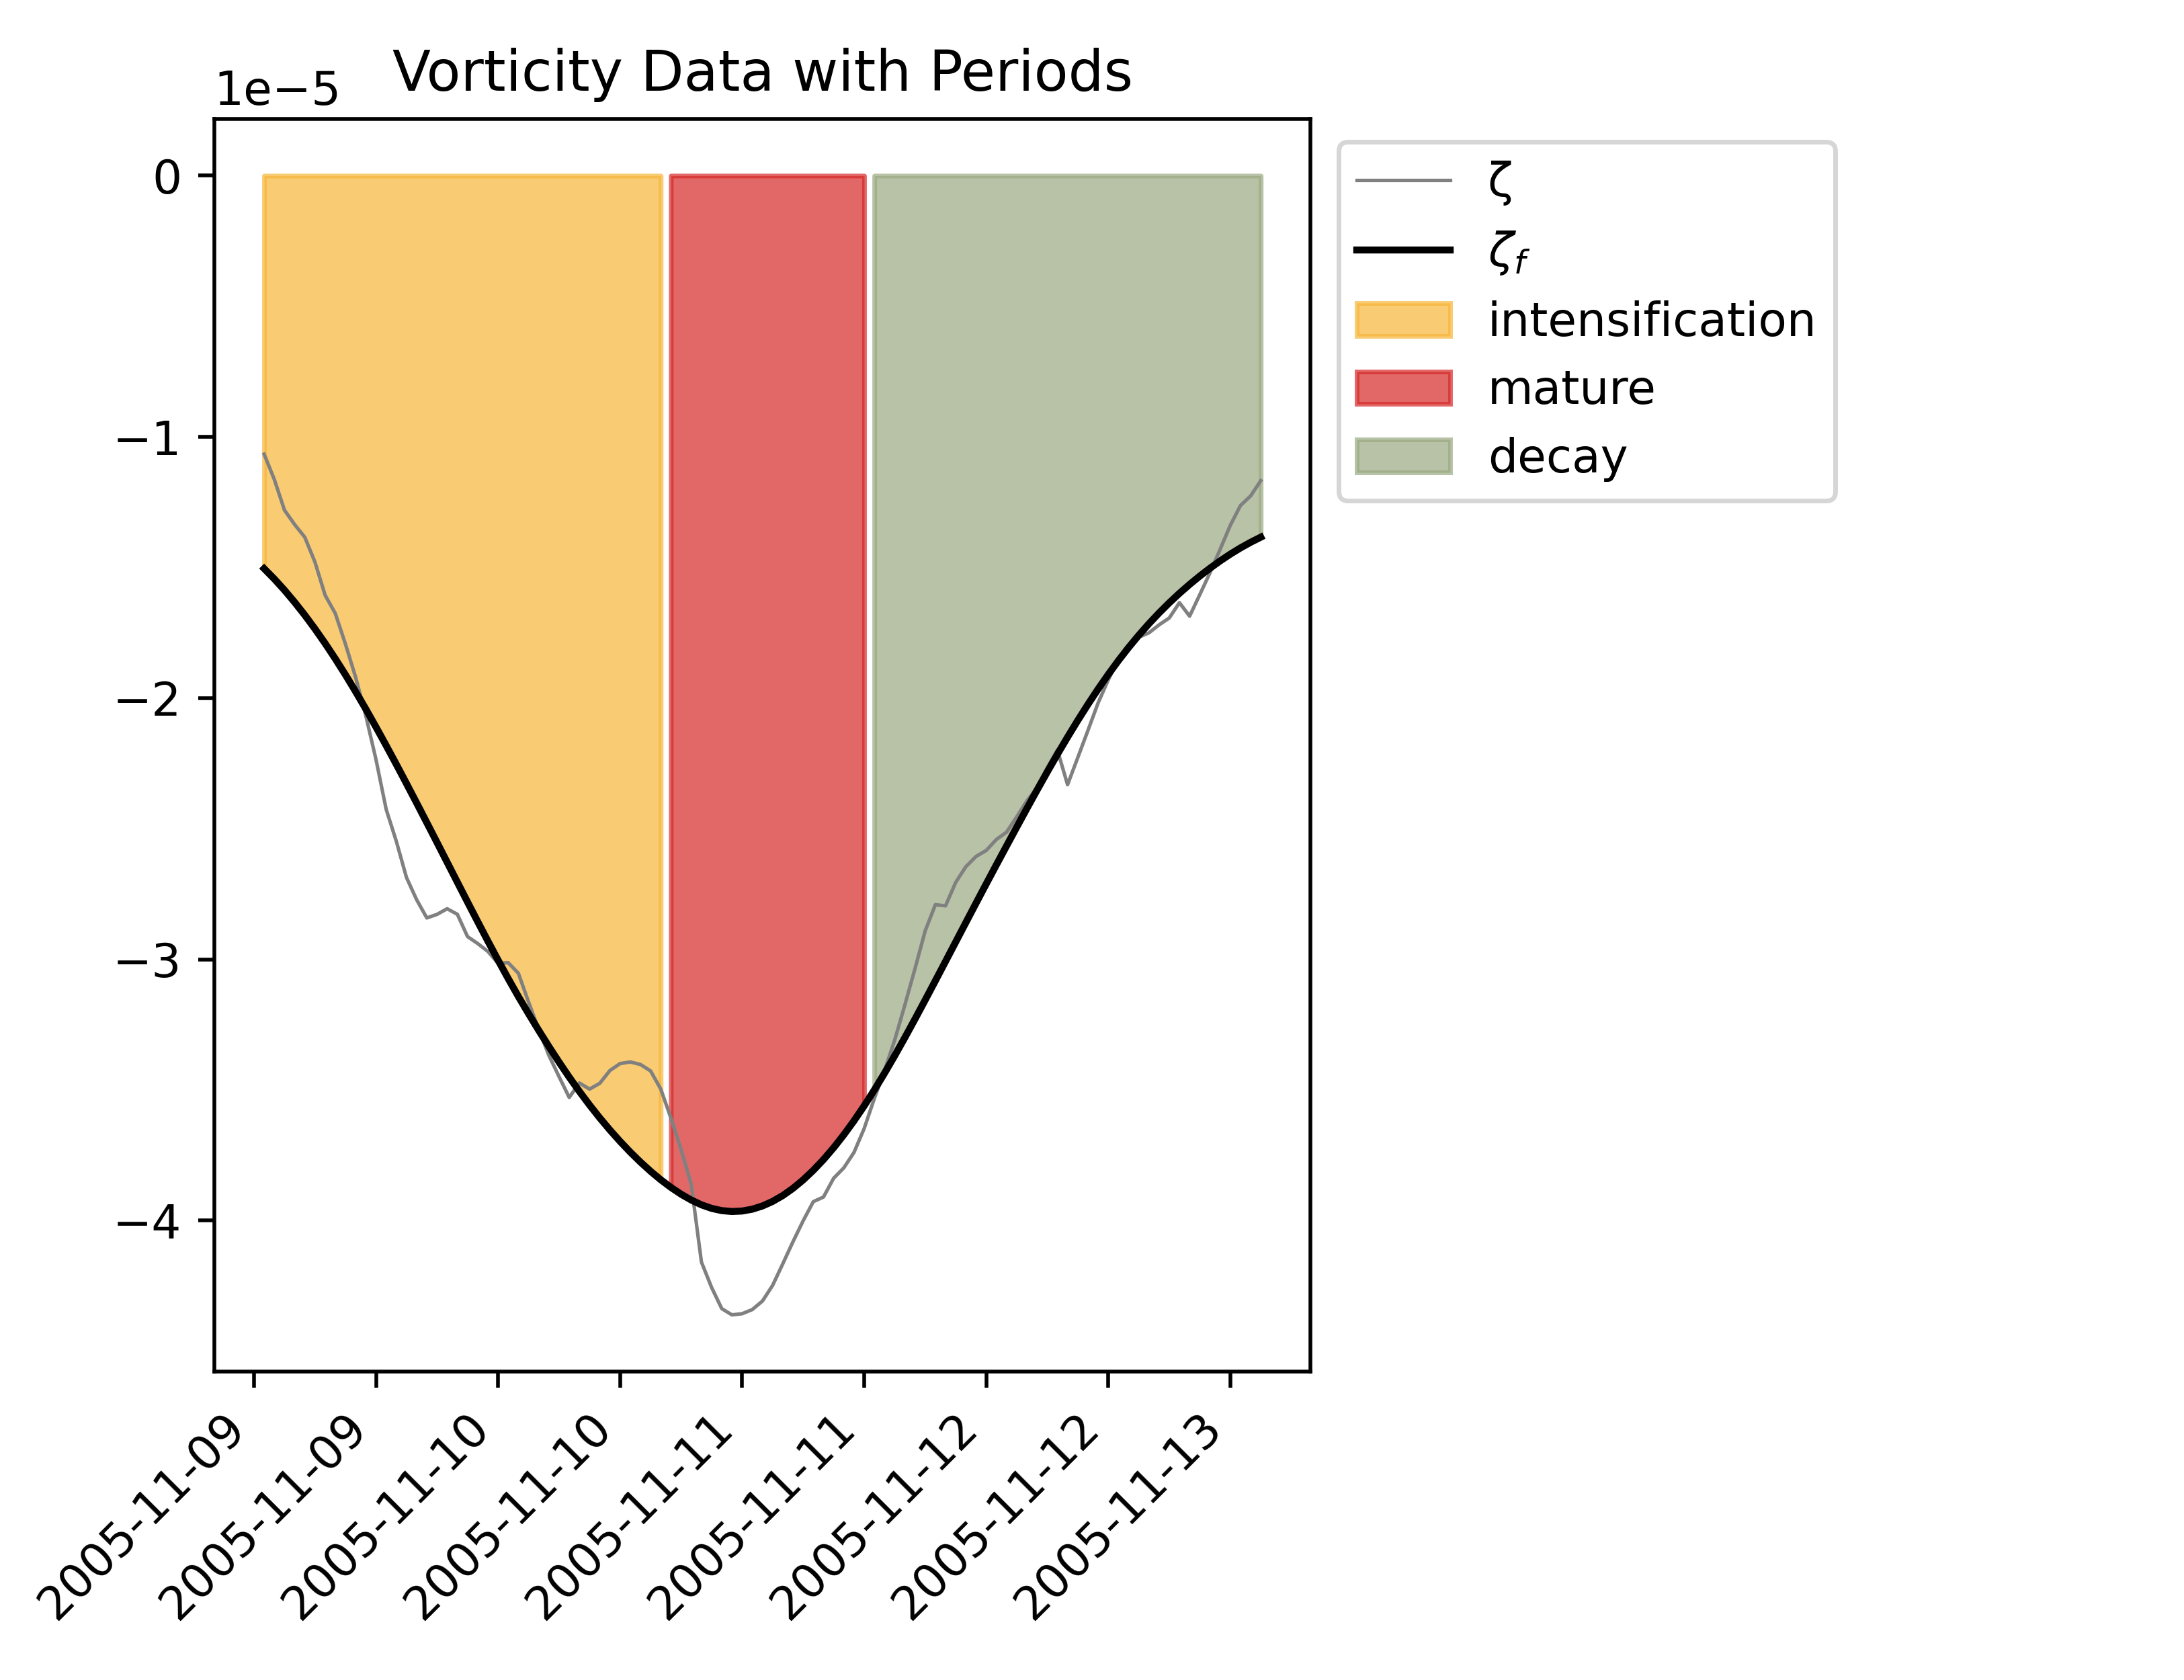 Vorticity Data with Periods
1e−5
0
−1
−2
−3
−4
2005-11-09
2005-11-09
2005-11-10
2005-11-10
2005-11-11
2005-11-11
2005-11-12
2005-11-12
2005-11-13
ζ
ζf
intensification
mature
decay